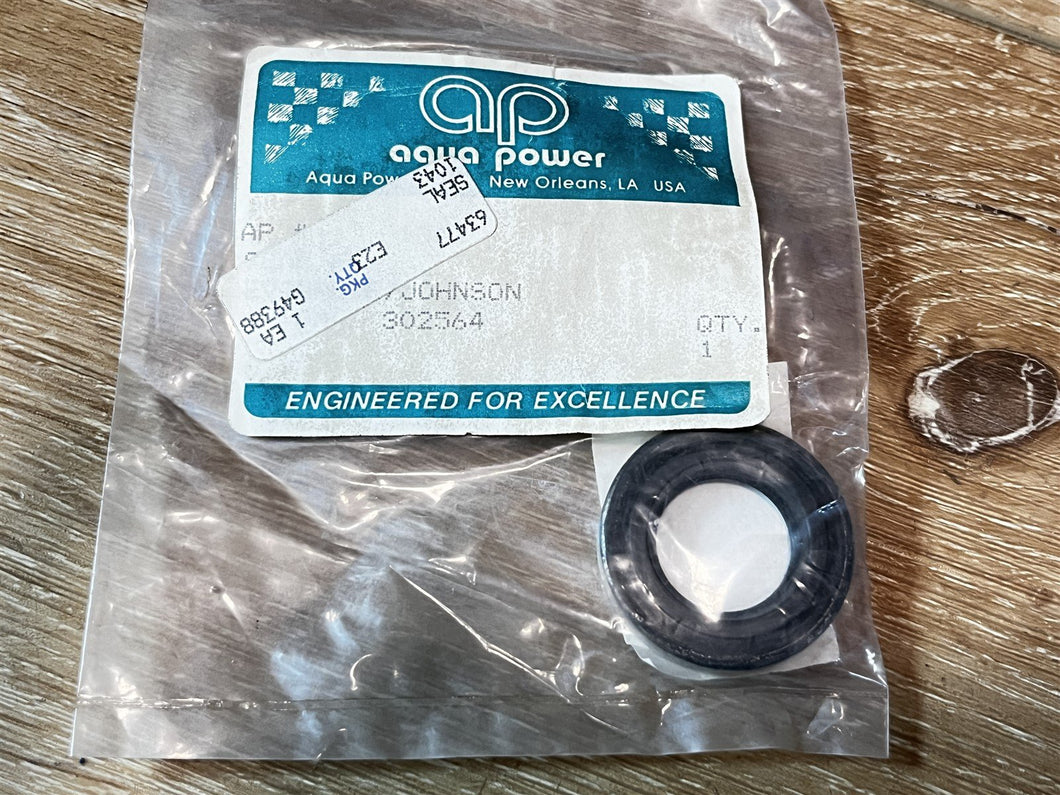 ap
aqua power
Aqua Pow New Orleans, LA USA
AP #
/JOHNSON
302564
QTY.
1
ENGINEERED FOR EXCELLENCE
63477
SEAL
1043
E23
PKG.
QTY.
1 EA
G49388